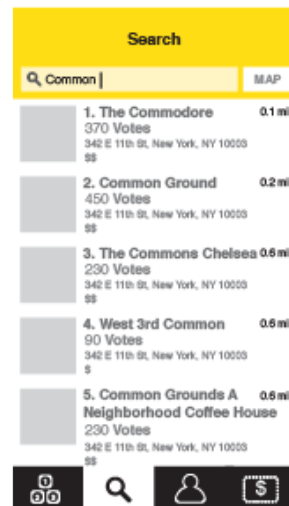 Search
Common
MAP
1. The Commodore 0.1 mi
370 Votes
342 E 11th St, New York, NY 10003
$$
2. Common Ground 0.2 mi
450 Votes
342 E 11th St, New York, NY 10003
$$
3. The Commons Chelsea 0.6 mi
230 Votes
342 E 11th St, New York, NY 10003
$$
4. West 3rd Common 0.6 mi
90 Votes
342 E 11th St, New York, NY 10003
$
5. Common Grounds A 0.6 mi
Neighborhood Coffee House
230 Votes
342 E 11th St, New York, NY 10003
$$
1
2 3
$